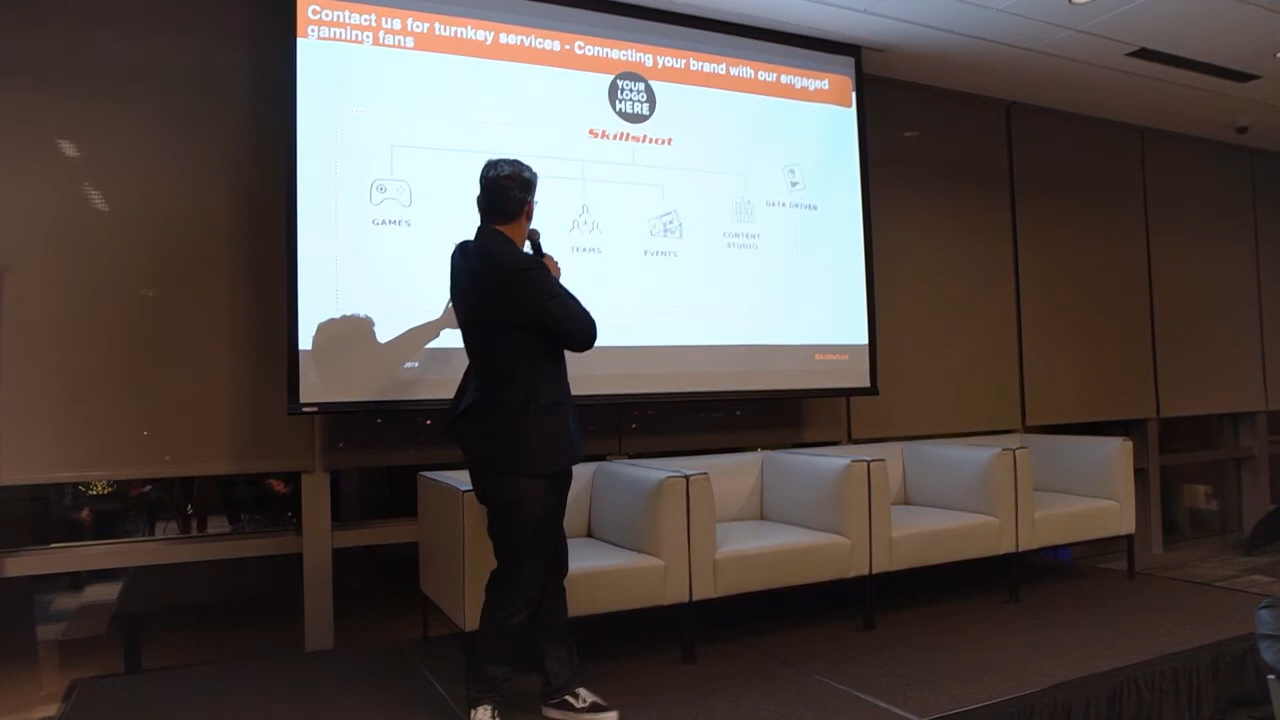 Contact us for turnkey services - Connecting your brand with our engaged
gaming fans
YOUR
LOGO
HERE
Skillshot
GAMES
TEAMS
EVENTS
CONTENT
STUDIO
DATA DRIVEN
2019
Skillshot